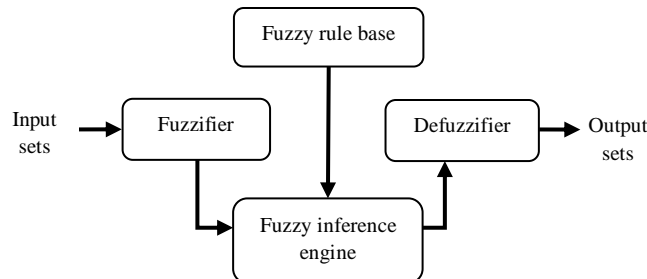 Fuzzy rule base
Input
sets
Fuzzifier
Defuzzifier
Output
sets
Fuzzy inference
engine